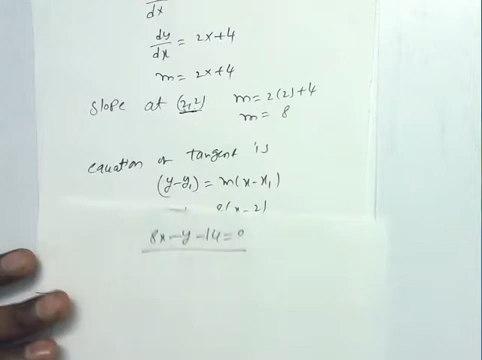 dx
dy/dx = 2x+4
m = 2x+4
slope at (2,2) m = 2(2)+4
m = 8
equation of tangent is
(y-y₁) = m(x-x₁)
(x-2)
8x-y-14=0